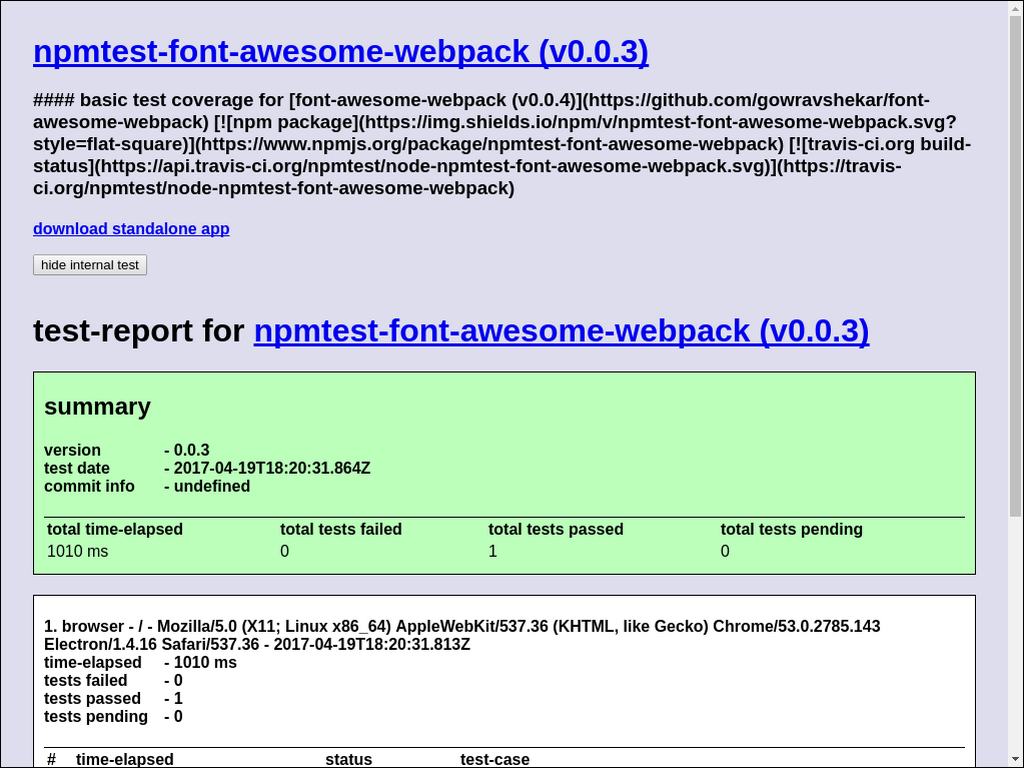 npmtest-font-awesome-webpack (v0.0.3)
#### basic test coverage for [font-awesome-webpack (v0.0.4)](https://github.com/gowravshekar/font-
awesome-webpack) [![npm package](https://img.shields.io/npm/v/npmtest-font-awesome-webpack.svg?
style=flat-square)](https://www.npmjs.org/package/npmtest-font-awesome-webpack) [![travis-ci.org build-
status](https://api.travis-ci.org/npmtest/node-npmtest-font-awesome-webpack.svg)](https://travis-
ci.org/npmtest/node-npmtest-font-awesome-webpack)
download standalone app
hide internal test
test-report for npmtest-font-awesome-webpack (v0.0.3)
summary
version - 0.0.3
test date - 2017-04-19T18:20:31.864Z
commit info - undefined
total time-elapsed total tests failed total tests passed total tests pending
1010 ms 0 1 0
1. browser - / - Mozilla/5.0 (X11; Linux x86_64) AppleWebKit/537.36 (KHTML, like Gecko) Chrome/53.0.2785.143
Electron/1.4.16 Safari/537.36 - 2017-04-19T18:20:31.813Z
time-elapsed - 1010 ms
tests failed - 0
tests passed - 1
tests pending - 0
# time-elapsed status test-case